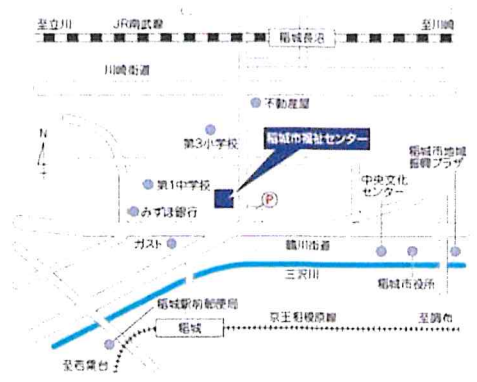 至立川
JR南武線
至川崎
稲城長沼
川崎街道
不動産屋
第3小学校
稲城市福祉センター
稲城市地域
振興プラザ
N
中央文化
センター
第1中学校
P
みずほ銀行
ガスト
鶴川街道
三沢川
稲城市役所
稲城駅前郵便局
稲城
京王相模原線
至調布
至若葉台